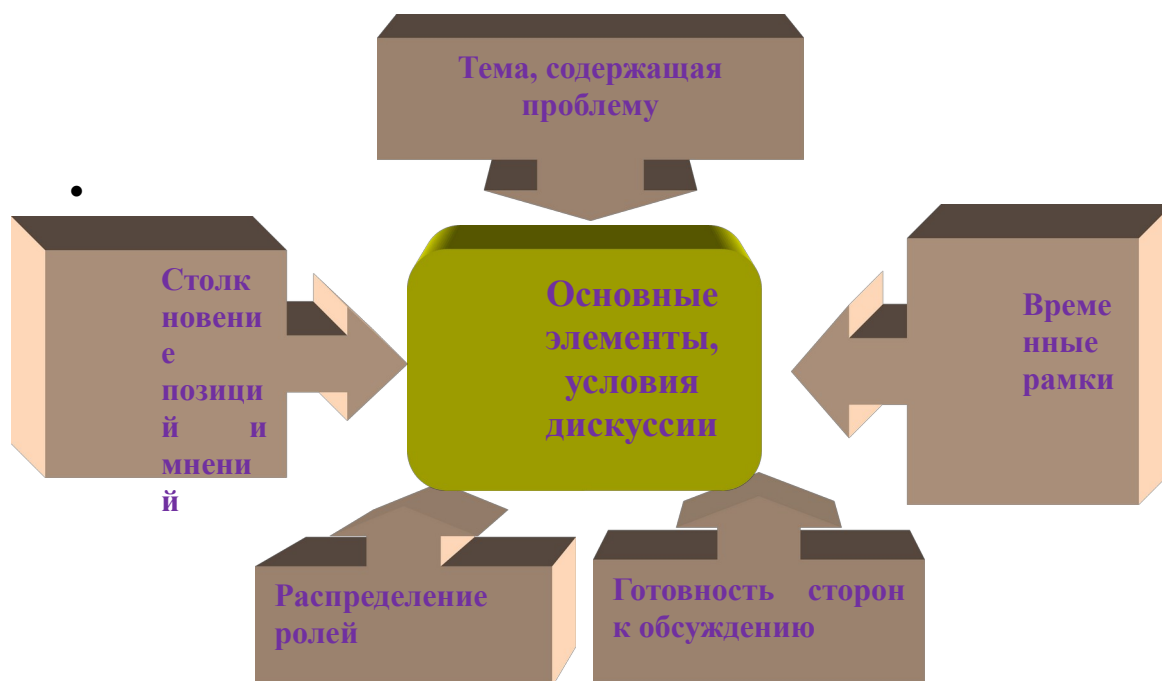 Тема, содержащая
проблему
•
Столк
новени
е
позици
й и
мнени
й
Основные
элементы,
условия
дискуссии
Време
нные
рамки
Распределение
ролей
Готовность сторон
к обсуждению